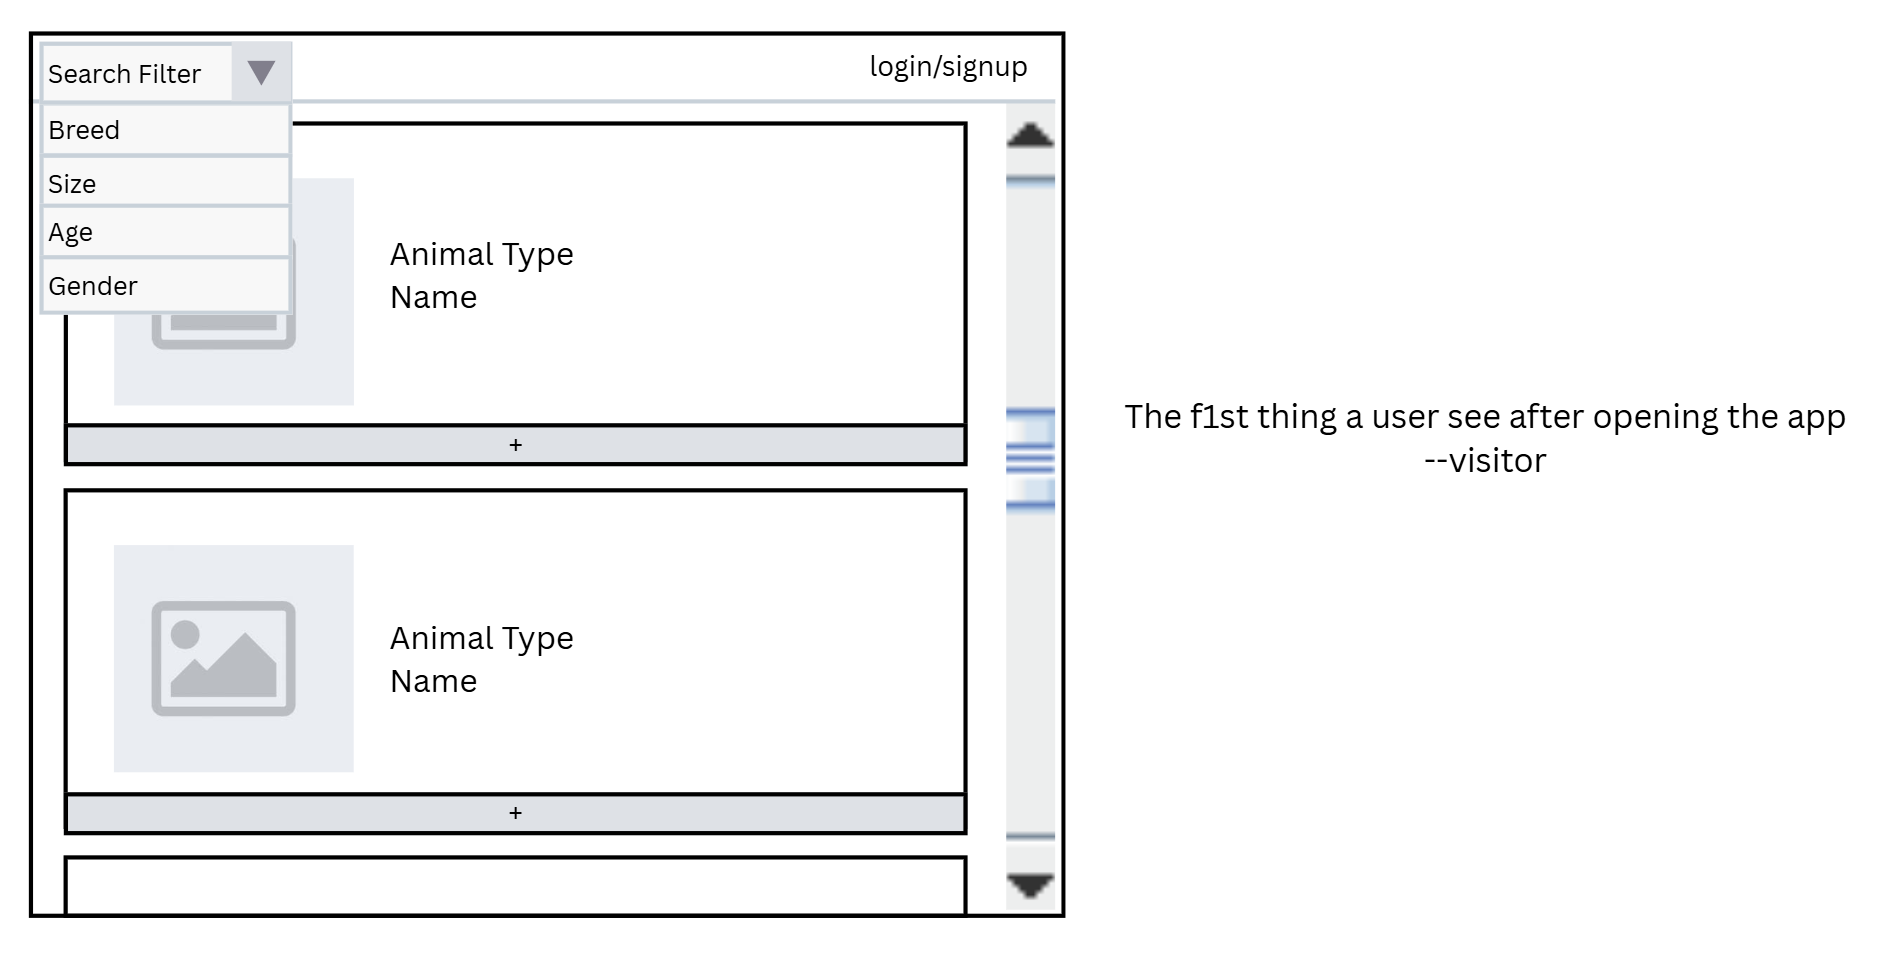 Search Filter
login/signup
Breed
Size
Age
Gender
Animal Type
Name
+
Animal Type
Name
+
The f1st thing a user see after opening the app
--visitor